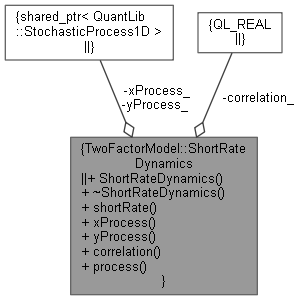 {shared_ptr< QuantLib
::StochasticProcess1D >
||}
{QL_REAL
||}
-xProcess_
-yProcess_
-correlation_
{TwoFactorModel::ShortRate
Dynamics
||+ ShortRateDynamics()
+ ~ShortRateDynamics()
+ shortRate()
+ xProcess()
+ yProcess()
+ correlation()
+ process()
}